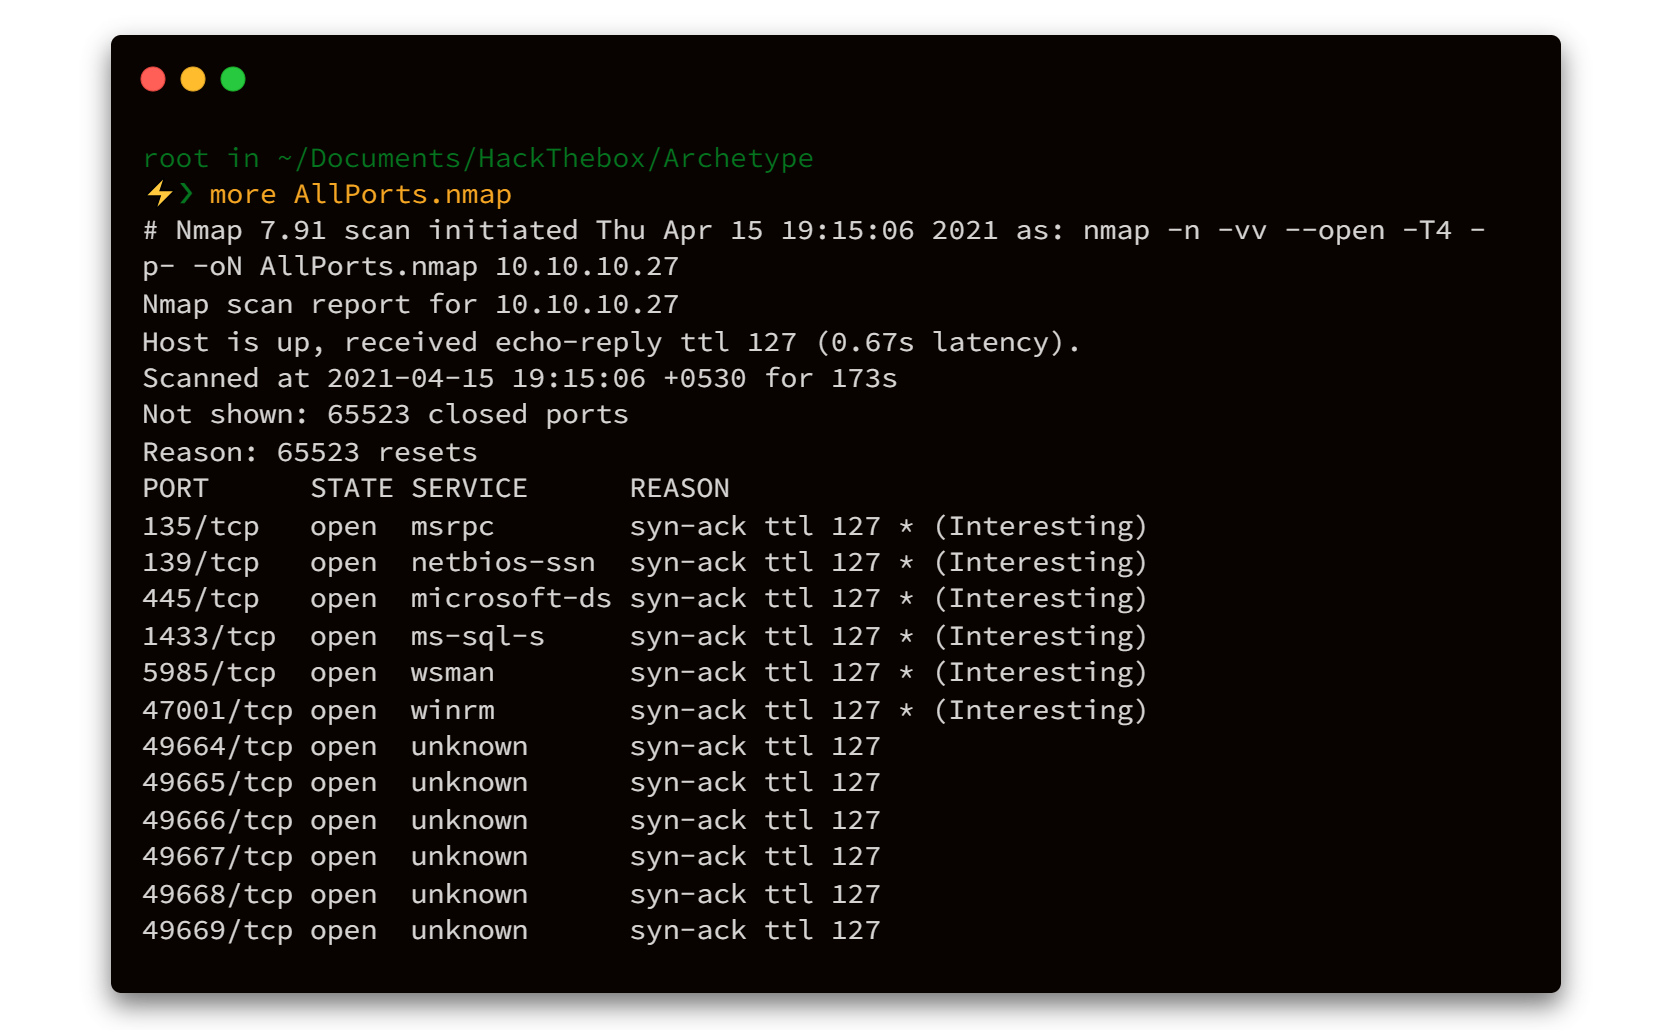 root in ~/Documents/HackThebox/Archetype
⚡❯ more AllPorts.nmap
# Nmap 7.91 scan initiated Thu Apr 15 19:15:06 2021 as: nmap -n -vv --open -T4 -
p- -oN AllPorts.nmap 10.10.10.27
Nmap scan report for 10.10.10.27
Host is up, received echo-reply ttl 127 (0.67s latency).
Scanned at 2021-04-15 19:15:06 +0530 for 173s
Not shown: 65523 closed ports
Reason: 65523 resets
PORT      STATE SERVICE      REASON
135/tcp   open  msrpc        syn-ack ttl 127 * (Interesting)
139/tcp   open  netbios-ssn  syn-ack ttl 127 * (Interesting)
445/tcp   open  microsoft-ds syn-ack ttl 127 * (Interesting)
1433/tcp  open  ms-sql-s     syn-ack ttl 127 * (Interesting)
5985/tcp  open  wsman        syn-ack ttl 127 * (Interesting)
47001/tcp open  winrm        syn-ack ttl 127 * (Interesting)
49664/tcp open  unknown      syn-ack ttl 127
49665/tcp open  unknown      syn-ack ttl 127
49666/tcp open  unknown      syn-ack ttl 127
49667/tcp open  unknown      syn-ack ttl 127
49668/tcp open  unknown      syn-ack ttl 127
49669/tcp open  unknown      syn-ack ttl 127